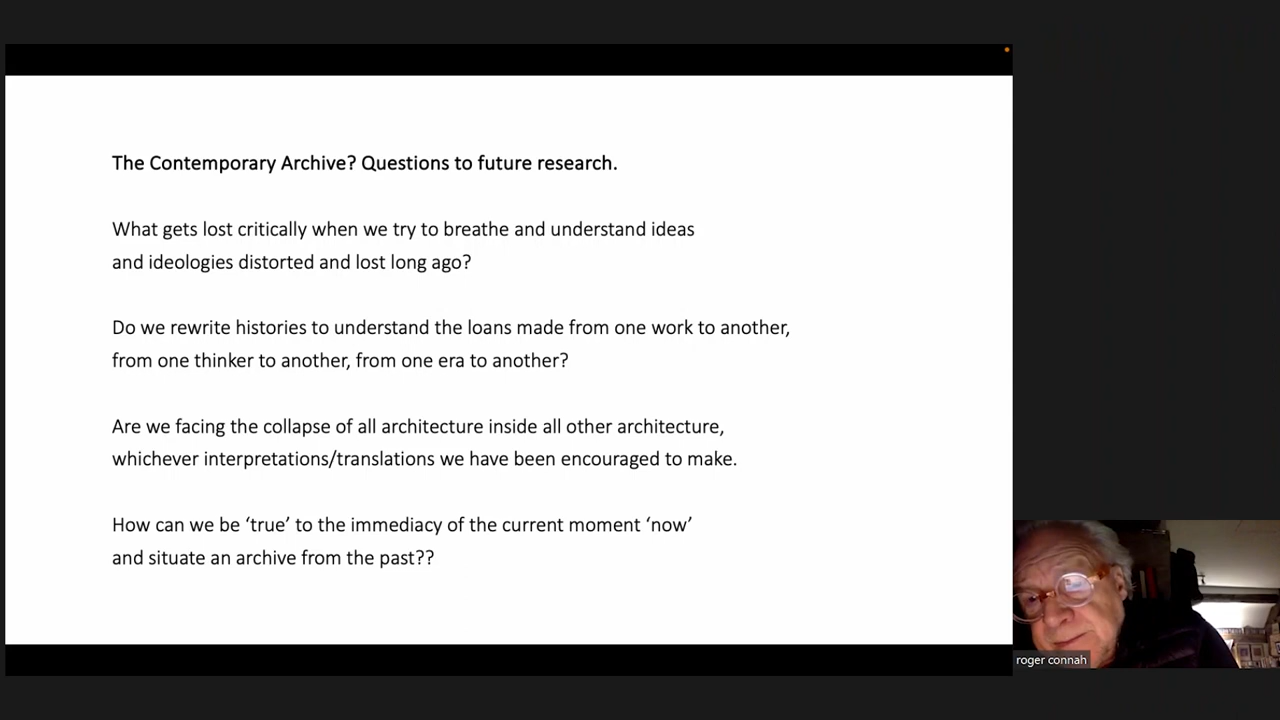 The Contemporary Archive? Questions to future research.
What gets lost critically when we try to breathe and understand ideas
and ideologies distorted and lost long ago?
Do we rewrite histories to understand the loans made from one work to another,
from one thinker to another, from one era to another?
Are we facing the collapse of all architecture inside all other architecture,
whichever interpretations/translations we have been encouraged to make.
How can we be ‘true’ to the immediacy of the current moment ‘now’
and situate an archive from the past??
roger connah